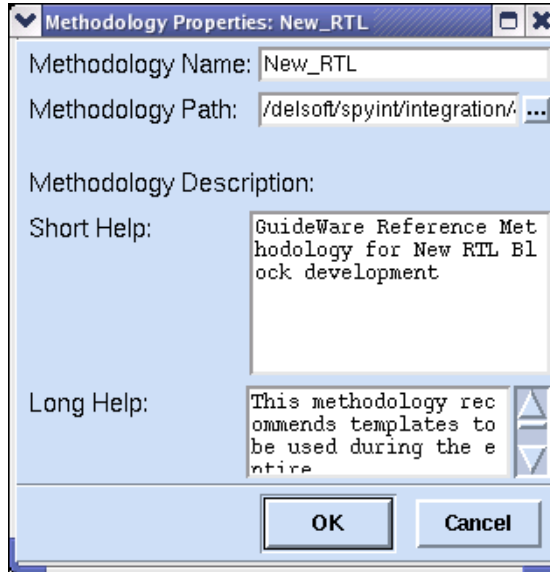 Methodology Properties: New_RTL
Methodology Name: New_RTL
Methodology Path: /delsoft/spyint/integration/ ...
Methodology Description:
Short Help:
GuideWare Reference Met
hodology for New RTL Bl
ock development
Long Help:
This methodology rec
ommends templates to
be used during the e
ntire
OK Cancel